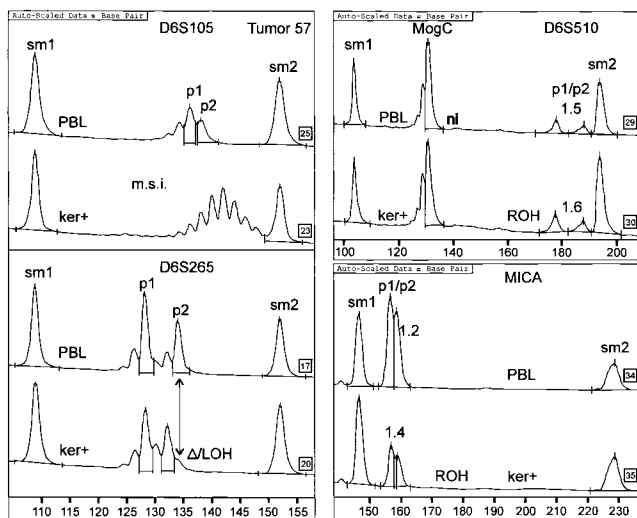 Auto-Scaled Data = Base Pair
D6S105 Tumor 57
sm1
p1
p2
sm2
PBL
25
m.s.i.
ker+
23
D6S265
sm1
p1
p2
sm2
PBL
17
ker+
Δ/LOH
20
110 115 120 125 130 135 140 145 150 155
Auto-Scaled Data = Base Pair
MogC D6S510
sm1
sm2
p1/p2
PBL
ni
1.5
29
ker+
ROH
1.6
30
100 120 140 160 180 200
Auto-Scaled Data = Base Pair
MICA
sm1
p1/p2
1.2
sm2
PBL
34
1.4
ROH ker+
35
150 160 170 180 190 200 210 220 230